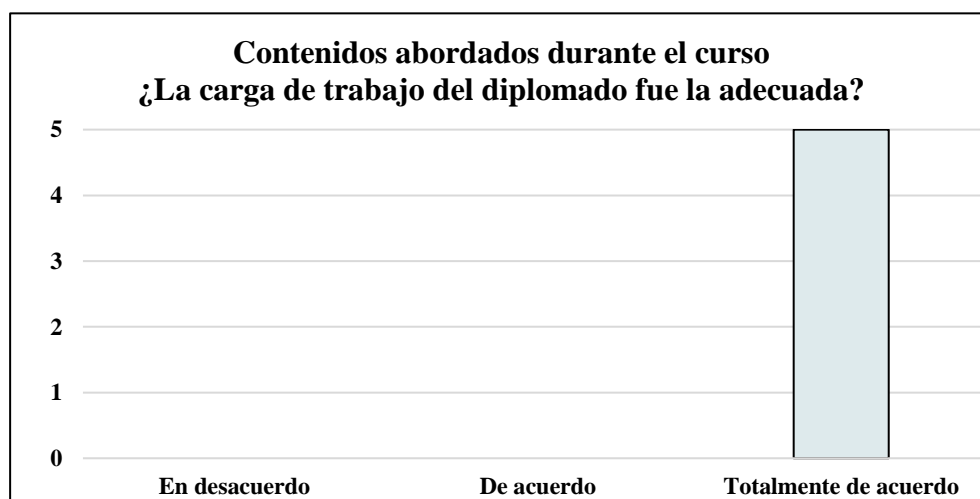 Contenidos abordados durante el curso
¿La carga de trabajo del diplomado fue la adecuada?
5
4
3
2
1
0
En desacuerdo De acuerdo Totalmente de acuerdo